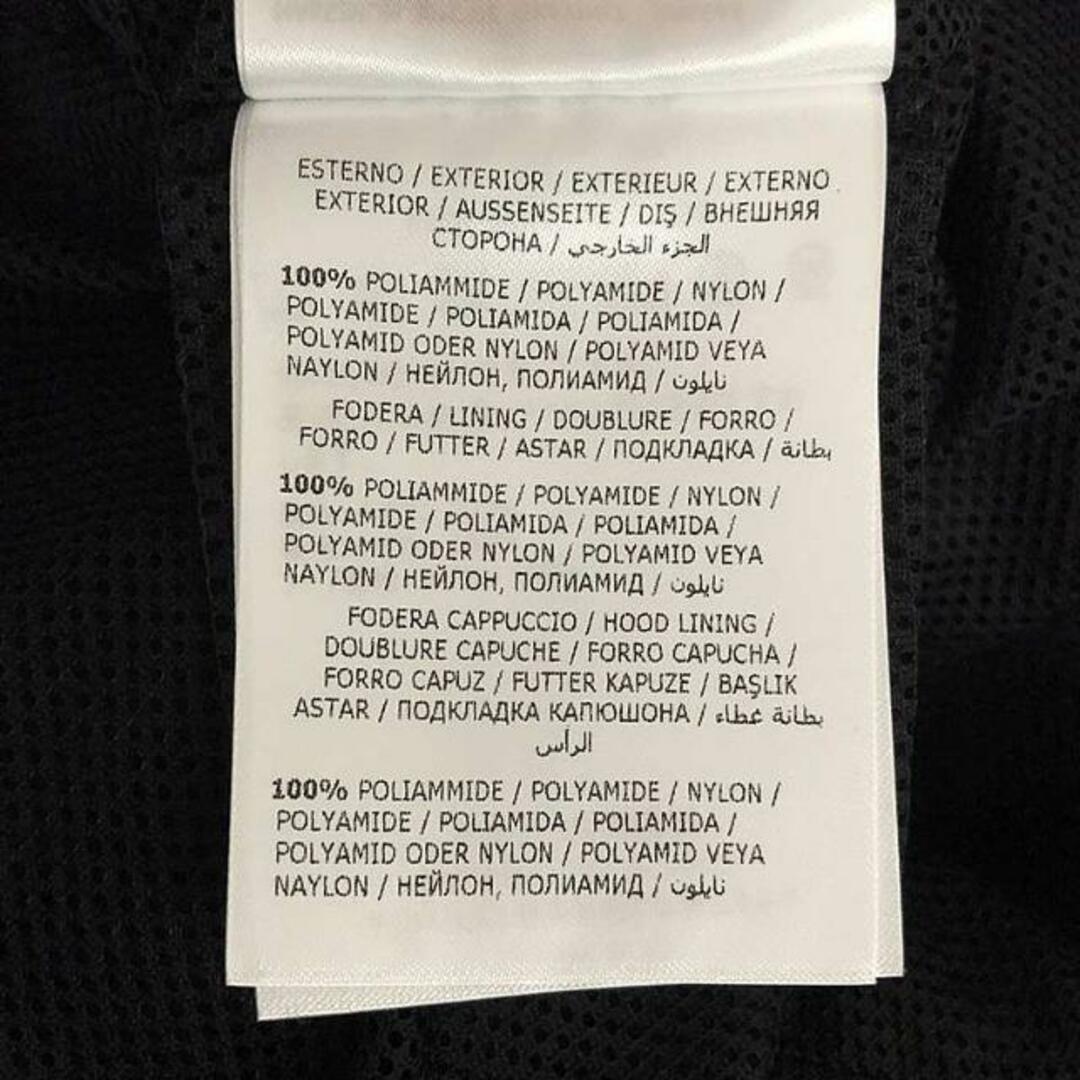 ESTERNO / EXTERIOR / EXTERIEUR / EXTERNO
EXTERIOR / AUSSENSEITE / DIŞ / ВНЕШНЯЯ
СТОРОНА / الجزء الخارجي
100% POLIAMMIDE / POLYAMIDE / NYLON /
POLYAMIDE / POLIAMIDA / POLIAMIDA /
POLYAMID ODER NYLON / POLYAMID VEYA
NAYLON / НЕЙЛОН, ПОЛИАМИД / نايلون
FODERA / LINING / DOUBLURE / FORRO /
FORRO / FUTTER / ASTAR / ПОДКЛАДКА / بطانة
100% POLIAMMIDE / POLYAMIDE / NYLON /
POLYAMIDE / POLIAMIDA / POLIAMIDA /
POLYAMID ODER NYLON / POLYAMID VEYA
NAYLON / НЕЙЛОН, ПОЛИАМИД / نايلون
FODERA CAPPUCCIO / HOOD LINING /
DOUBLURE CAPUCHE / FORRO CAPUCHA /
FORRO CAPUZ / FUTTER KAPUZE / BAŞLIK
ASTAR / ПОДКЛАДКА КАПЮШОНА / بطانة غطاء
الرأس
100% POLIAMMIDE / POLYAMIDE / NYLON /
POLYAMIDE / POLIAMIDA / POLIAMIDA /
POLYAMID ODER NYLON / POLYAMID VEYA
NAYLON / НЕЙЛОН, ПОЛИАМИД / نايلون